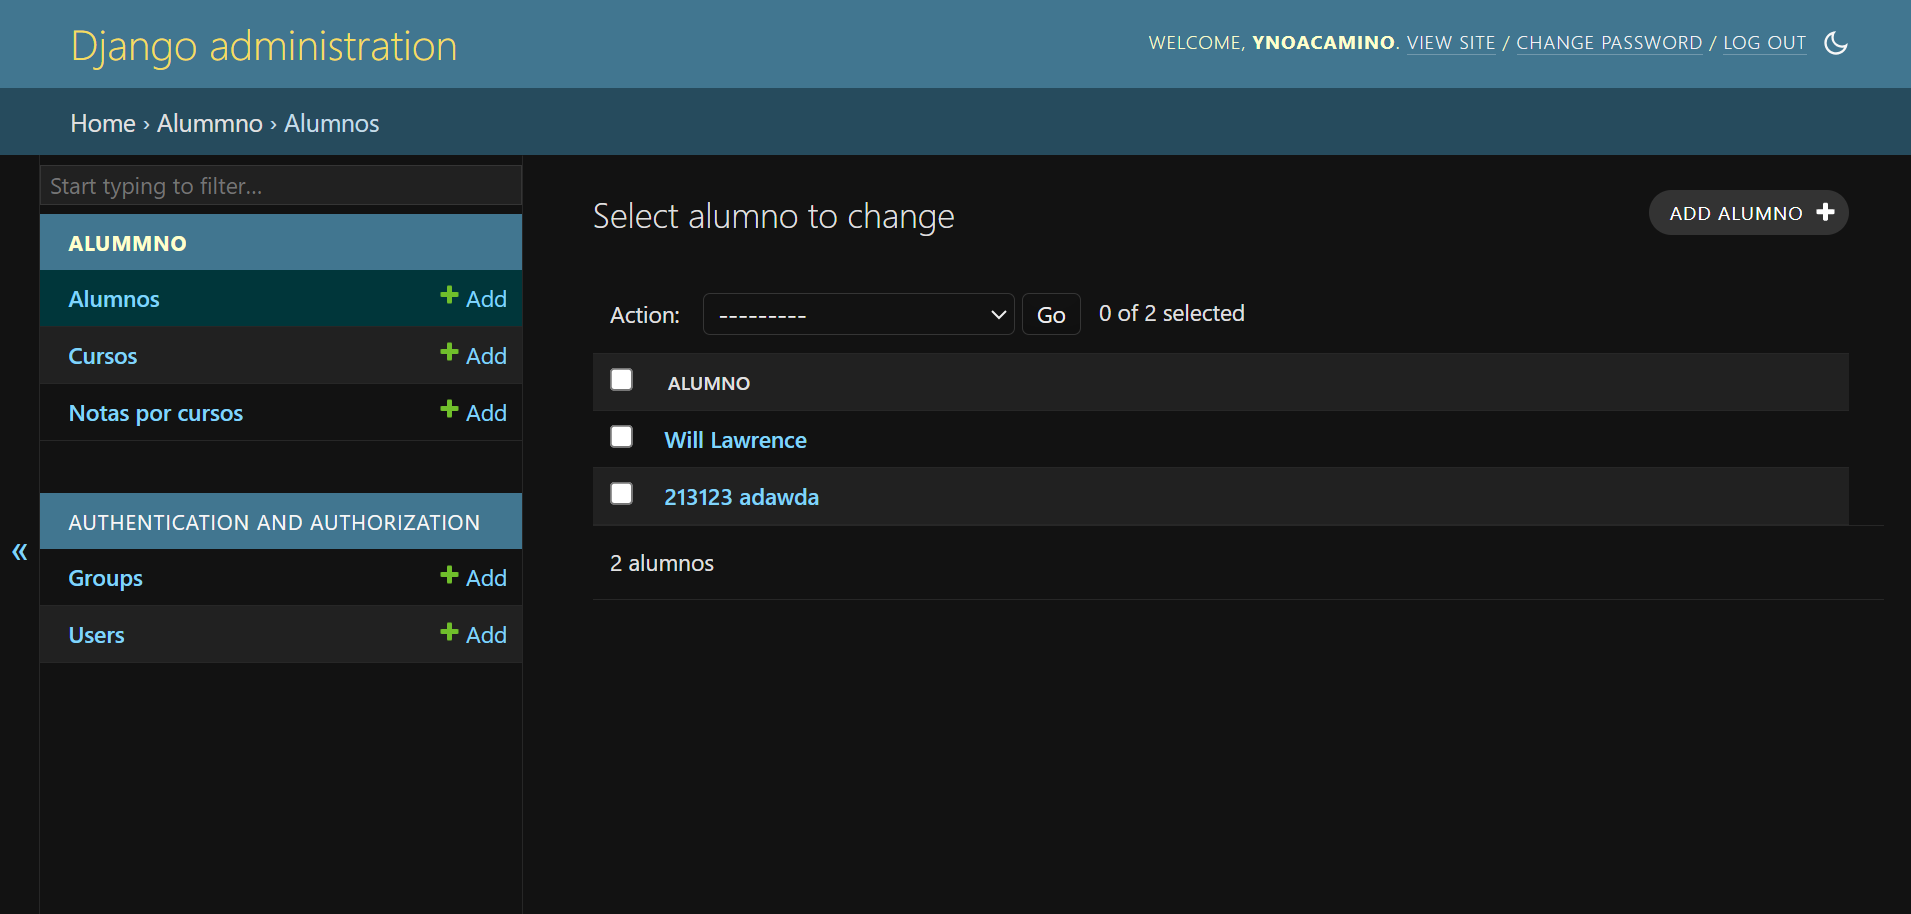 Django administration
WELCOME, YNOACAMINO. VIEW SITE / CHANGE PASSWORD / LOG OUT
Home › Alummno › Alumnos
Start typing to filter...
ALUMMNO
Alumnos Add
Cursos Add
Notas por cursos Add
AUTHENTICATION AND AUTHORIZATION
Groups Add
Users Add
«
Select alumno to change
ADD ALUMNO
Action: --------- Go 0 of 2 selected
ALUMNO
Will Lawrence
213123 adawda
2 alumnos